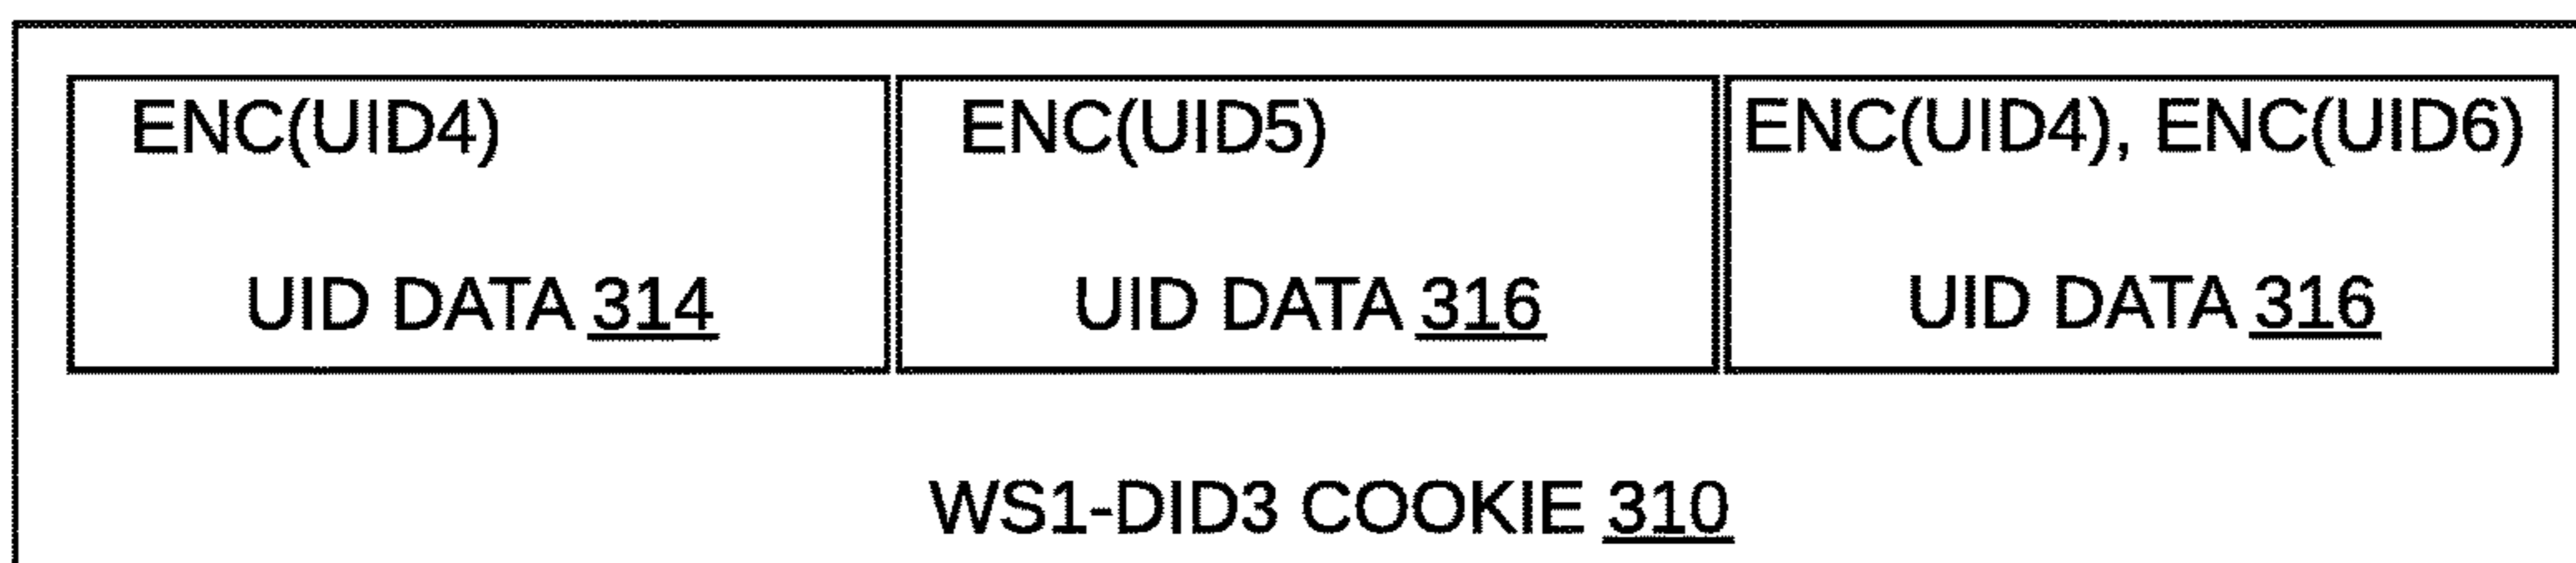 ENC(UID4) ENC(UID5) ENC(UID4), ENC(UID6)
UID DATA 314 UID DATA 316 UID DATA 316
WS1-DID3 COOKIE 310